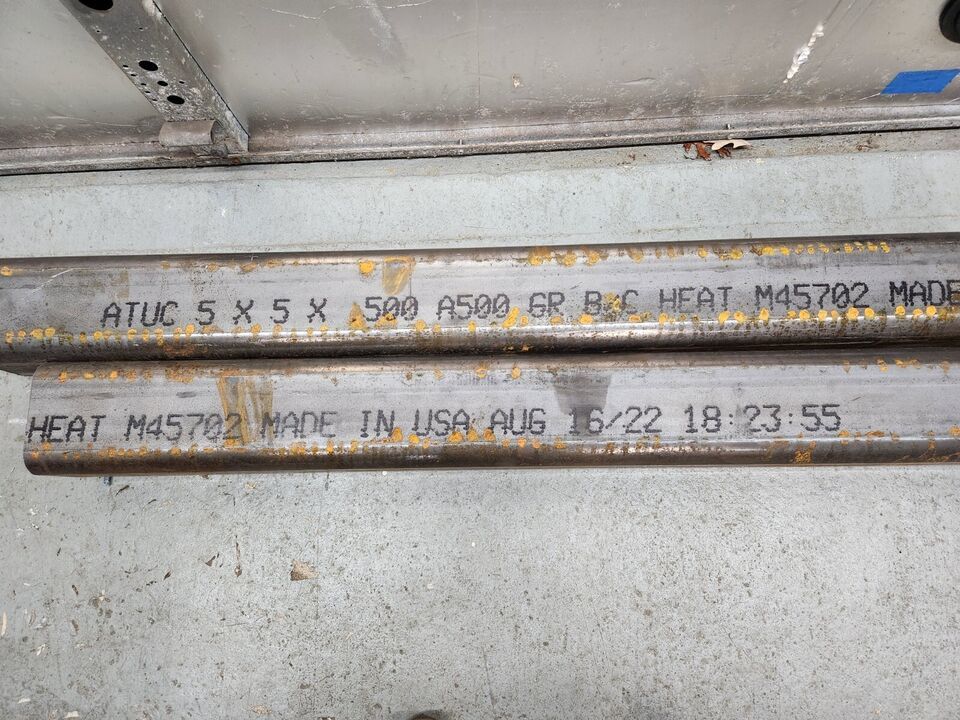 ATUC 5 X 5 X .500 A500 GR B&C HEAT M45702 MADE
HEAT M45702 MADE IN USA AUG 16/22 18:23:55